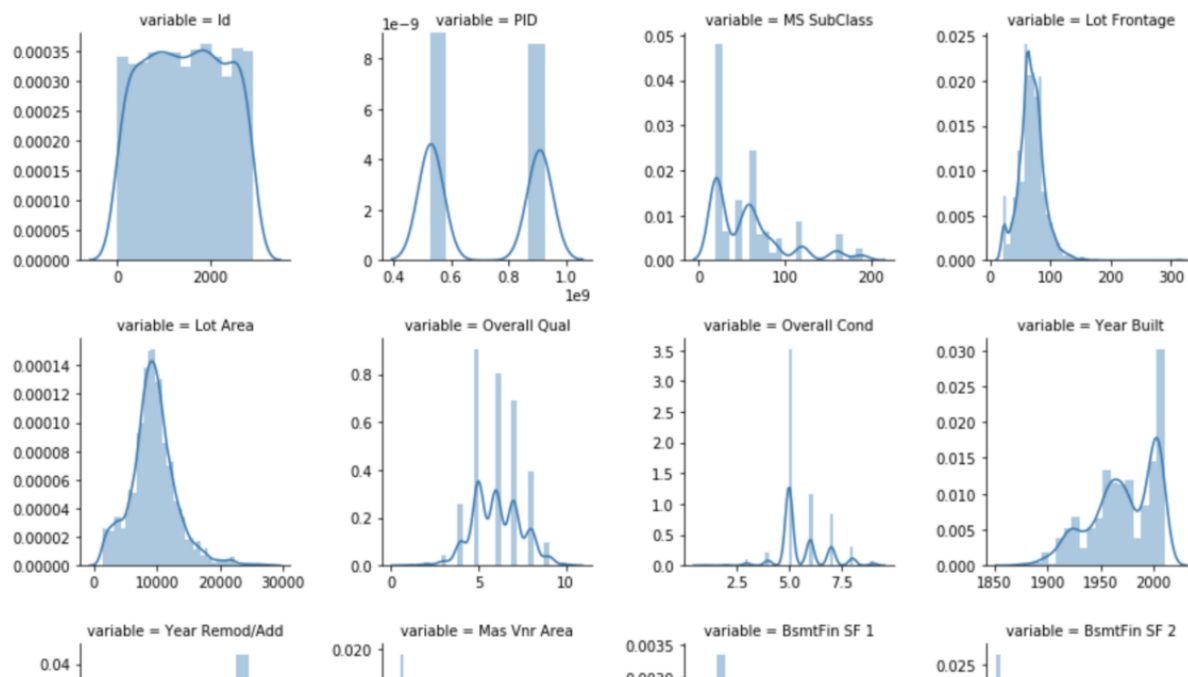 variable = Id
0.00035
0.00030
0.00025
0.00020
0.00015
0.00010
0.00005
0.00000
0 2000
variable = PID
1e−9
8
6
4
2
0
0.4 0.6 0.8 1.0
1e9
variable = MS SubClass
0.05
0.04
0.03
0.02
0.01
0.00
0 100 200
variable = Lot Frontage
0.025
0.020
0.015
0.010
0.005
0.000
0 100 200 300
variable = Lot Area
0.00014
0.00012
0.00010
0.00008
0.00006
0.00004
0.00002
0.00000
0 10000 20000 30000
variable = Overall Qual
0.8
0.6
0.4
0.2
0.0
0 5 10
variable = Overall Cond
3.5
3.0
2.5
2.0
1.5
1.0
0.5
0.0
2.5 5.0 7.5
variable = Year Built
0.030
0.025
0.020
0.015
0.010
0.005
0.000
1850 1900 1950 2000
variable = Year Remod/Add
0.04
variable = Mas Vnr Area
0.020
variable = BsmtFin SF 1
0.0035
0.0030
variable = BsmtFin SF 2
0.025